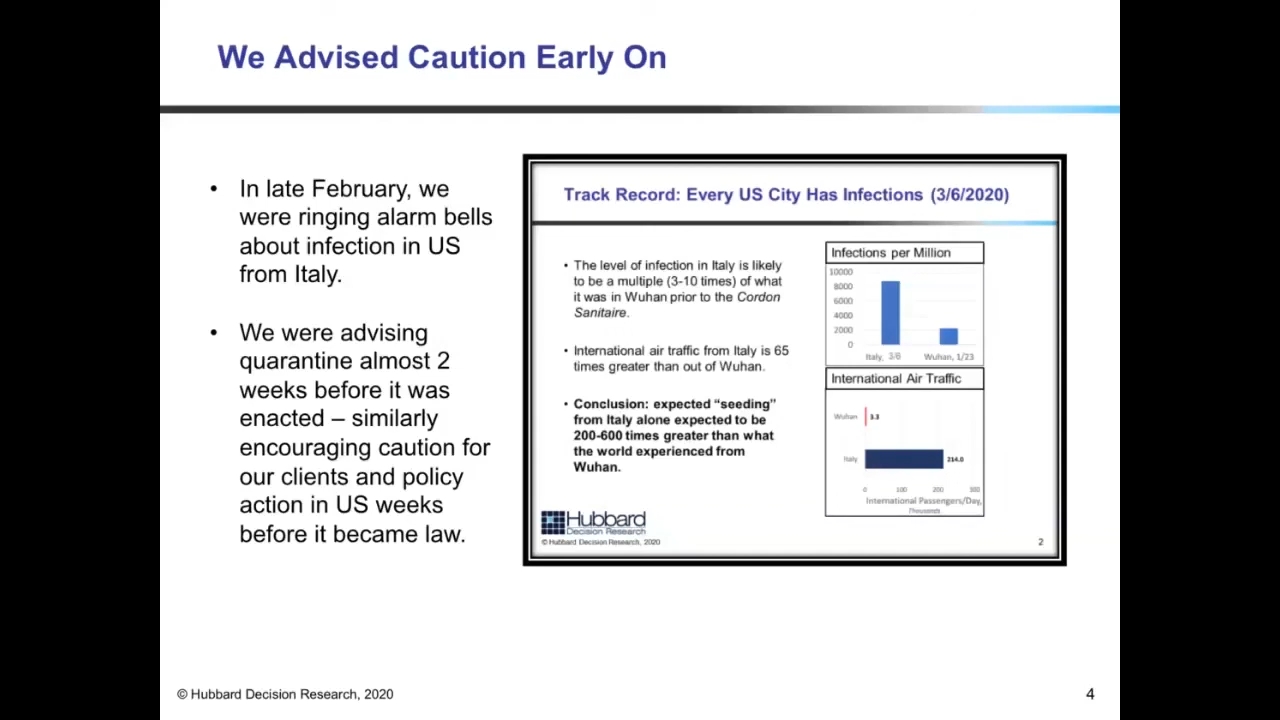 We Advised Caution Early On
• In late February, we
were ringing alarm bells
about infection in US
from Italy.
• We were advising
quarantine almost 2
weeks before it was
enacted – similarly
encouraging caution for
our clients and policy
action in US weeks
before it became law.
Track Record: Every US City Has Infections (3/6/2020)
• The level of infection in Italy is likely
to be a multiple (3-10 times) of what
it was in Wuhan prior to the Cordon
Sanitaire.
• International air traffic from Italy is 65
times greater than out of Wuhan.
• Conclusion: expected “seeding”
from Italy alone expected to be
200-600 times greater than what
the world experienced from
Wuhan.
Infections per Million
10000
8000
6000
4000
2000
0
Italy, 3/6 Wuhan, 1/23
International Air Traffic
Wuhan 3.3
Italy 214.0
0 100 200 300
International Passengers/Day,
Thousands
Hubbard
Decision Research
© Hubbard Decision Research, 2020
2
© Hubbard Decision Research, 2020
4